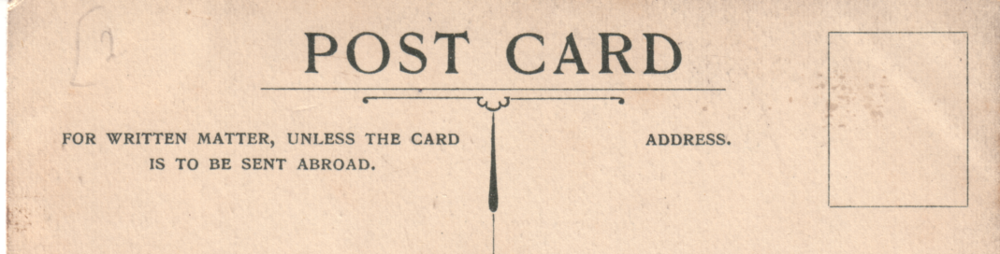 POST CARD
FOR WRITTEN MATTER, UNLESS THE CARD
IS TO BE SENT ABROAD.
ADDRESS.